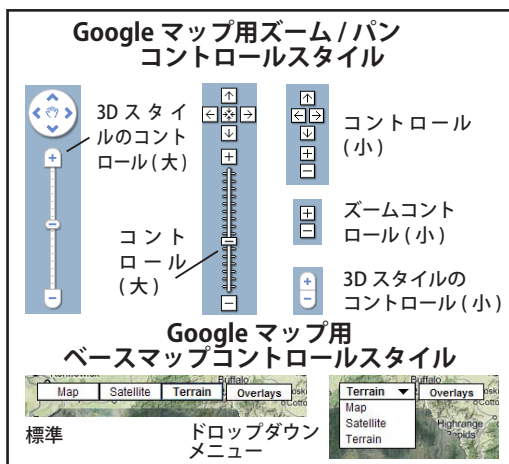 Google マップ用ズーム / パン
コントロールスタイル
3D スタイ
ルのコント
ロール ( 大 )
コント
ロール
( 大 )
コントロール
( 小 )
ズームコント
ロール ( 小 )
3D スタイルの
コントロール ( 小 )
Google マップ用
ベースマップコントロールスタイル
Map Satellite Terrain Overlays
Buffalo
標準
ドロップダウン
メニュー
Terrain Overlays
Buffalo
Map
Satellite
Terrain
Highrange
Rapids